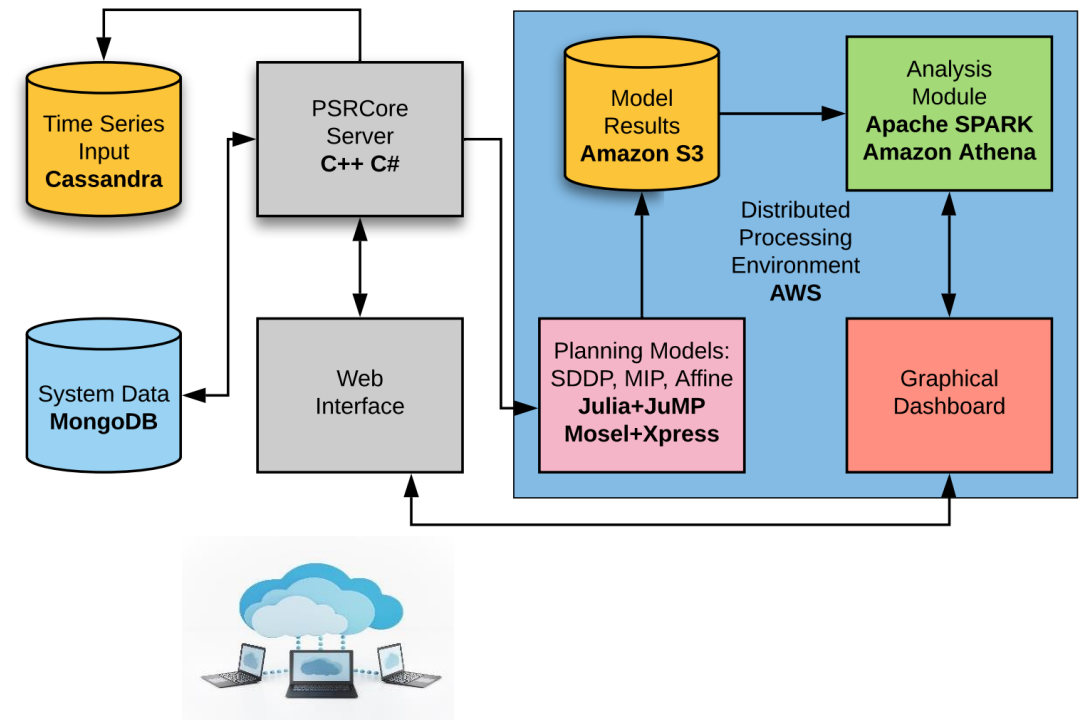 Time Series
Input
Cassandra
PSRCore
Server
C++ C#
Model
Results
Amazon S3
Analysis
Module
Apache SPARK
Amazon Athena
Distributed
Processing
Environment
AWS
System Data
MongoDB
Web
Interface
Planning Models:
SDDP, MIP, Affine
Julia+JuMP
Mosel+Xpress
Graphical
Dashboard